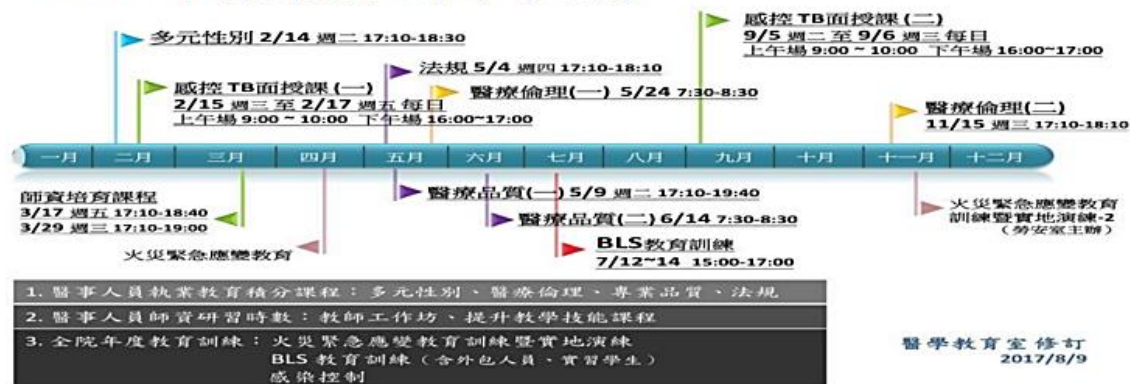 多元性別 2/14 週二 17:10-18:30
感控 TB面授課(一)
2/15 週三 至 2/17 週五 每日
上午場 9:00 ~ 10:00 下午場 16:00~17:00
法規 5/4 週四 17:10-18:10
醫療倫理(一) 5/24 7:30-8:30
感控 TB面授課(二)
9/5 週二 至 9/6 週三 每日
上午場 9:00 ~ 10:00 下午場 16:00~17:00
醫療倫理(二)
11/15 週三 17:10-18:10
一月 二月 三月 四月 五月 六月 七月 八月 九月 十月 十一月 十二月
師資培育課程
3/17 週五 17:10-18:40
3/29 週三 17:10-19:00
火災緊急應變教育
醫療品質(一) 5/9 週二 17:10-19:40
醫療品質(二) 6/14 7:30-8:30
BLS教育訓練
7/12~14 15:00-17:00
火災緊急應變教育
訓練暨實地演練-2
(勞安室主辦)
1. 醫事人員執業教育積分課程：多元性別、醫療倫理、專業品質、法規
2. 醫事人員師資研習時數：教師工作坊、提升教學技能課程
3. 全院年度教育訓練：火災緊急應變教育訓練暨實地演練
BLS 教育訓練（含外包人員、實習學生）
感染控制
醫學教育室 修訂
2017/8/9